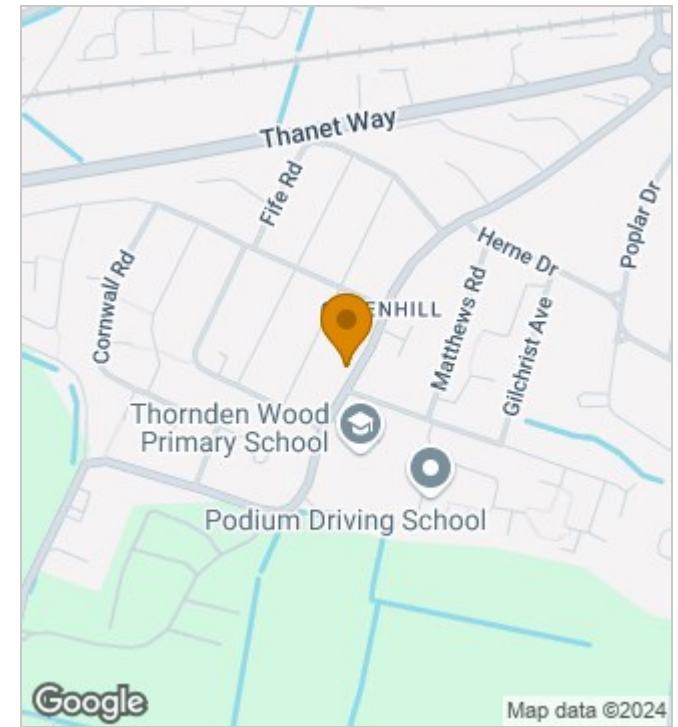 Thanet Way
Fife Rd
Herne Dr
Poplar Dr
Cornwall Rd
ENHILL
Matthews Rd
Gilchrist Ave
Thornden Wood
Primary School
Podium Driving School
Google
Map data ©2024